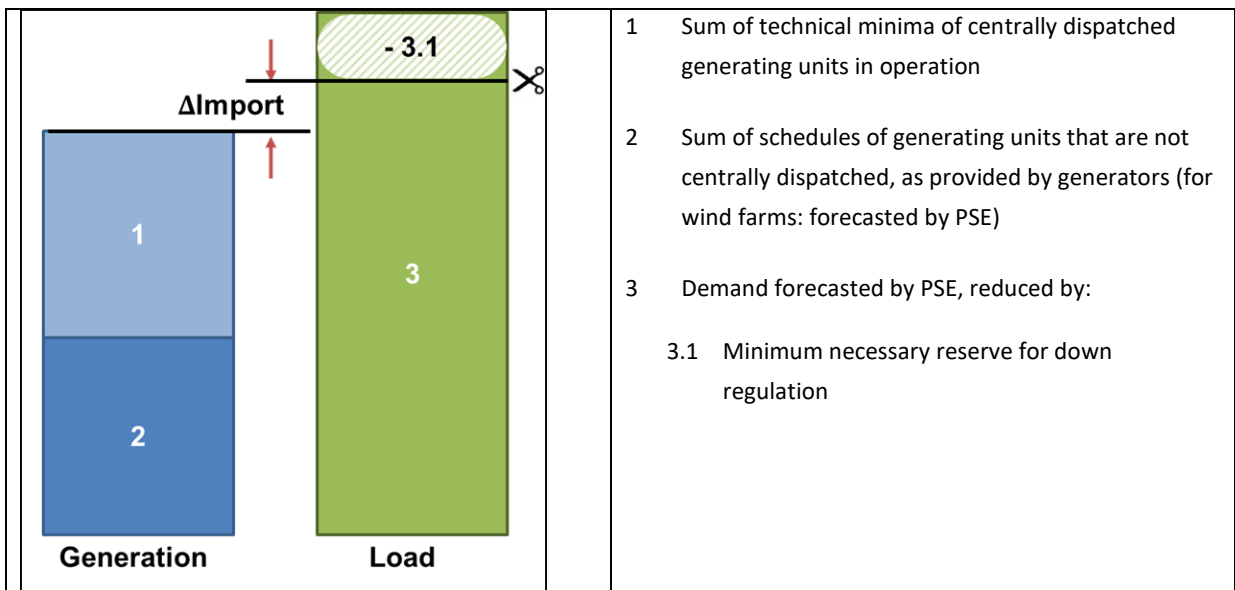 - 3.1
ΔImport
1
3
2
Generation
Load
1 Sum of technical minima of centrally dispatched
generating units in operation
2 Sum of schedules of generating units that are not
centrally dispatched, as provided by generators (for
wind farms: forecasted by PSE)
3 Demand forecasted by PSE, reduced by:
3.1 Minimum necessary reserve for down
regulation